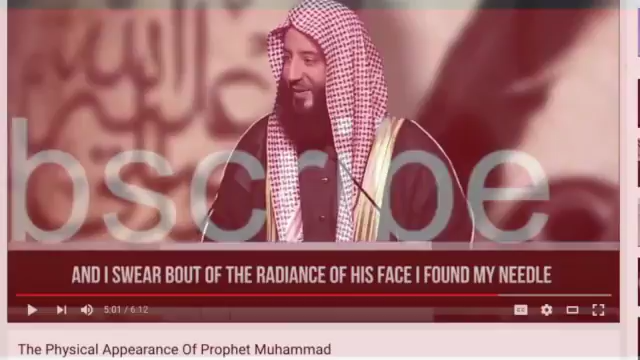 bscribe
AND I SWEAR BOUT OF THE RADIANCE OF HIS FACE I FOUND MY NEEDLE
5:01 / 6:12
CC
The Physical Appearance Of Prophet Muhammad